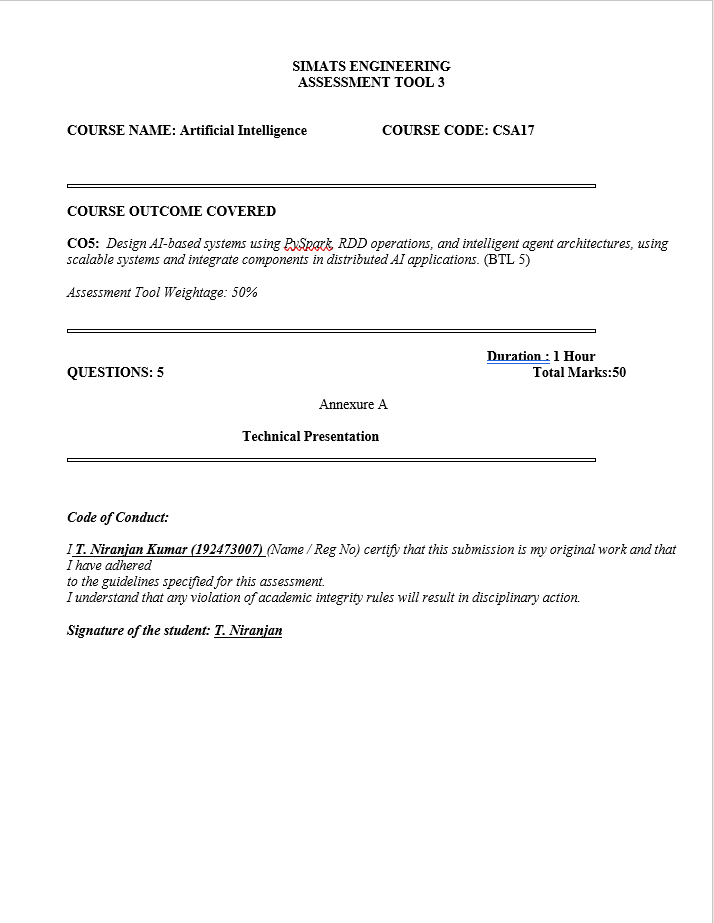 SIMATS ENGINEERING
ASSESSMENT TOOL 3
COURSE NAME: Artificial Intelligence COURSE CODE: CSA17
COURSE OUTCOME COVERED
CO5: Design AI-based systems using PySpark, RDD operations, and intelligent agent architectures, using
scalable systems and integrate components in distributed AI applications. (BTL 5)
Assessment Tool Weightage: 50%
Duration : 1 Hour
QUESTIONS: 5 Total Marks:50
Annexure A
Technical Presentation
Code of Conduct:
I T. Niranjan Kumar (192473007) (Name / Reg No) certify that this submission is my original work and that
I have adhered
to the guidelines specified for this assessment.
I understand that any violation of academic integrity rules will result in disciplinary action.
Signature of the student: T. Niranjan